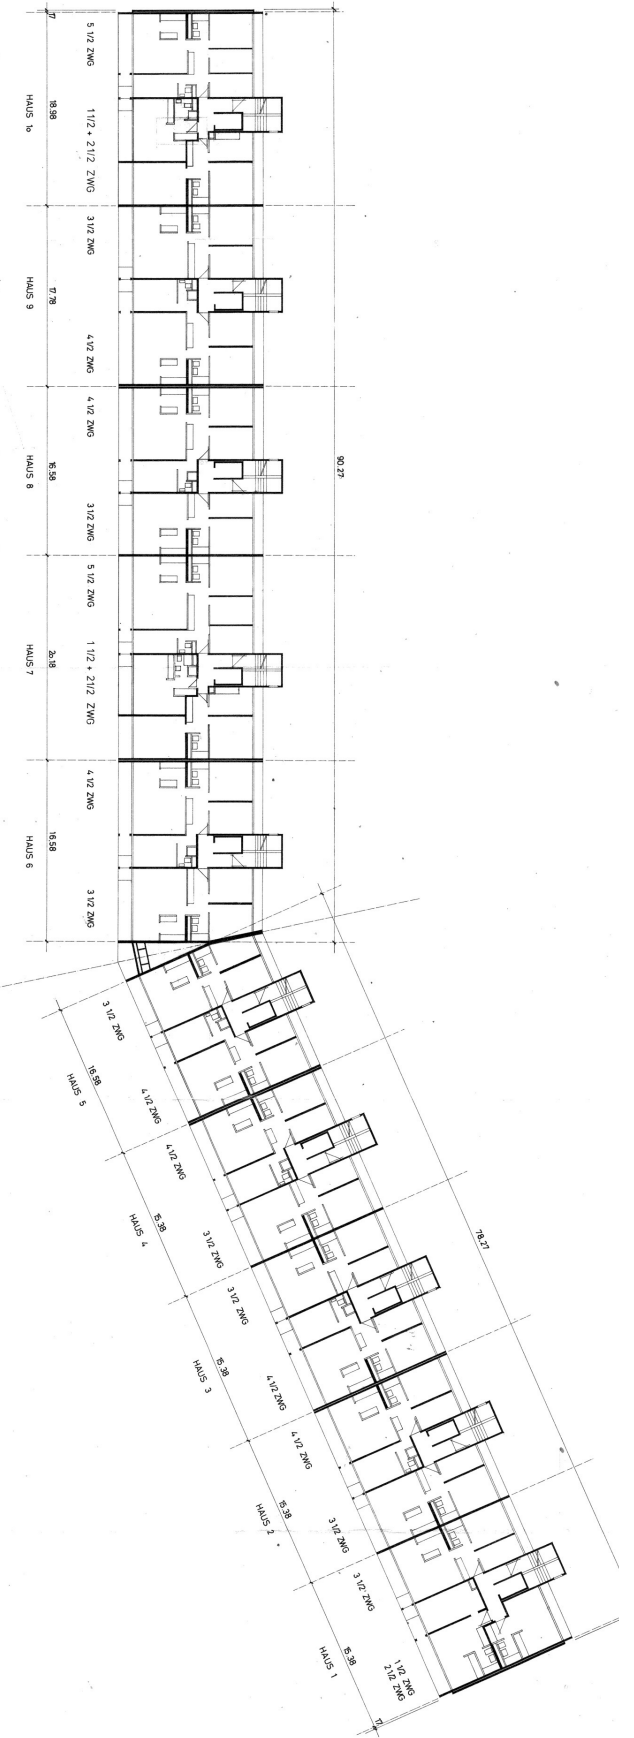 17
5 1/2 ZWG
18.98
HAUS 1o
1 1/2 + 2 1/2 ZWG
3 1/2 ZWG
17.78
HAUS 9
4 1/2 ZWG
4 1/2 ZWG
16.58
HAUS 8
3 1/2 ZWG
90.27
5 1/2 ZWG
2o.18
HAUS 7
1 1/2 + 2 1/2 ZWG
4 1/2 ZWG
16.58
HAUS 6
3 1/2 ZWG
3 1/2 ZWG
16.58
HAUS 5
4 1/2 ZWG
4 1/2 ZWG
15.38
HAUS 4
3 1/2 ZWG
78.27
3 1/2 ZWG
15.38
HAUS 3
4 1/2 ZWG
4 1/2 ZWG
15.38
HAUS 2
3 1/2 ZWG
3 1/2 ZWG
15.38
HAUS 1
1 1/2 ZWG
2 1/2 ZWG
17